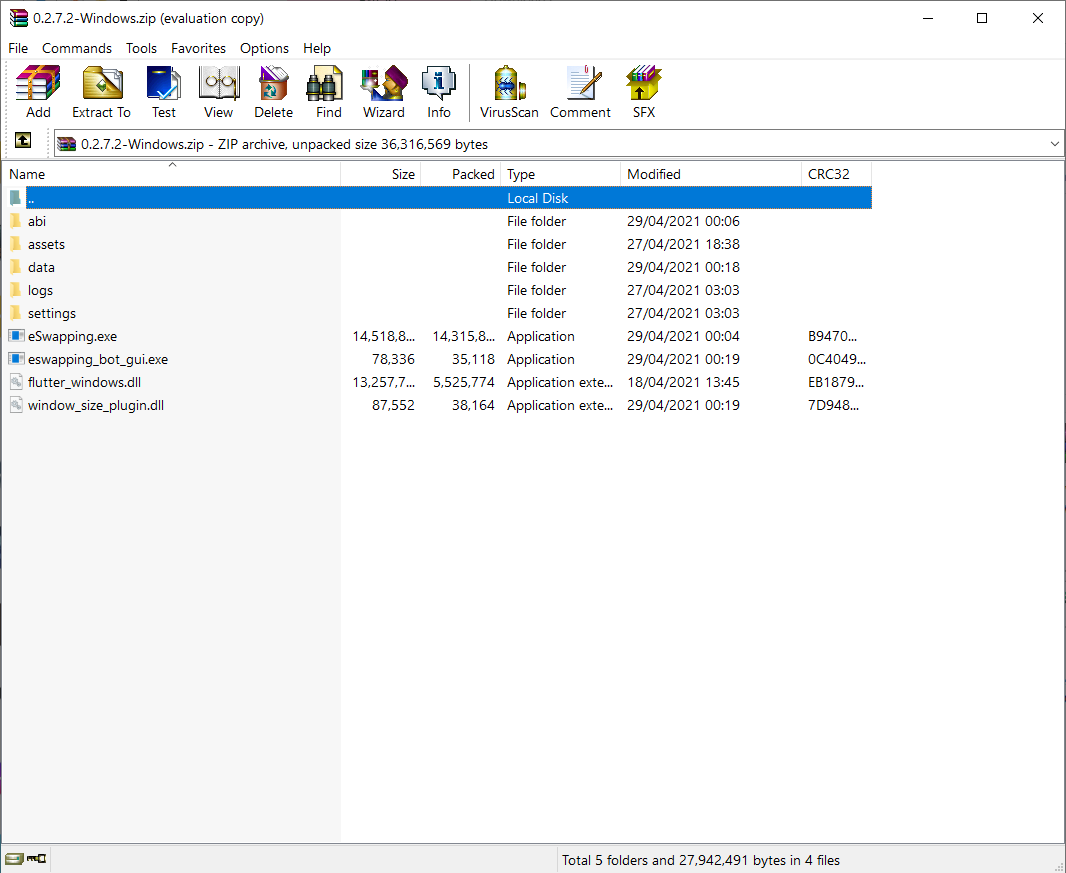 0.2.7.2-Windows.zip (evaluation copy)
File Commands Tools Favorites Options Help
Add Extract To Test View Delete Find Wizard Info VirusScan Comment SFX
0.2.7.2-Windows.zip - ZIP archive, unpacked size 36,316,569 bytes
Name Size Packed Type Modified CRC32
.. Local Disk
abi File folder 29/04/2021 00:06
assets File folder 27/04/2021 18:38
data File folder 29/04/2021 00:18
logs File folder 27/04/2021 03:03
settings File folder 27/04/2021 03:03
eSwapping.exe 14,518,8... 14,315,8... Application 29/04/2021 00:04 B9470...
eswapping_bot_gui.exe 78,336 35,118 Application 29/04/2021 00:19 0C4049...
flutter_windows.dll 13,257,7... 5,525,774 Application exte... 18/04/2021 13:45 EB1879...
window_size_plugin.dll 87,552 38,164 Application exte... 29/04/2021 00:19 7D948...
Total 5 folders and 27,942,491 bytes in 4 files